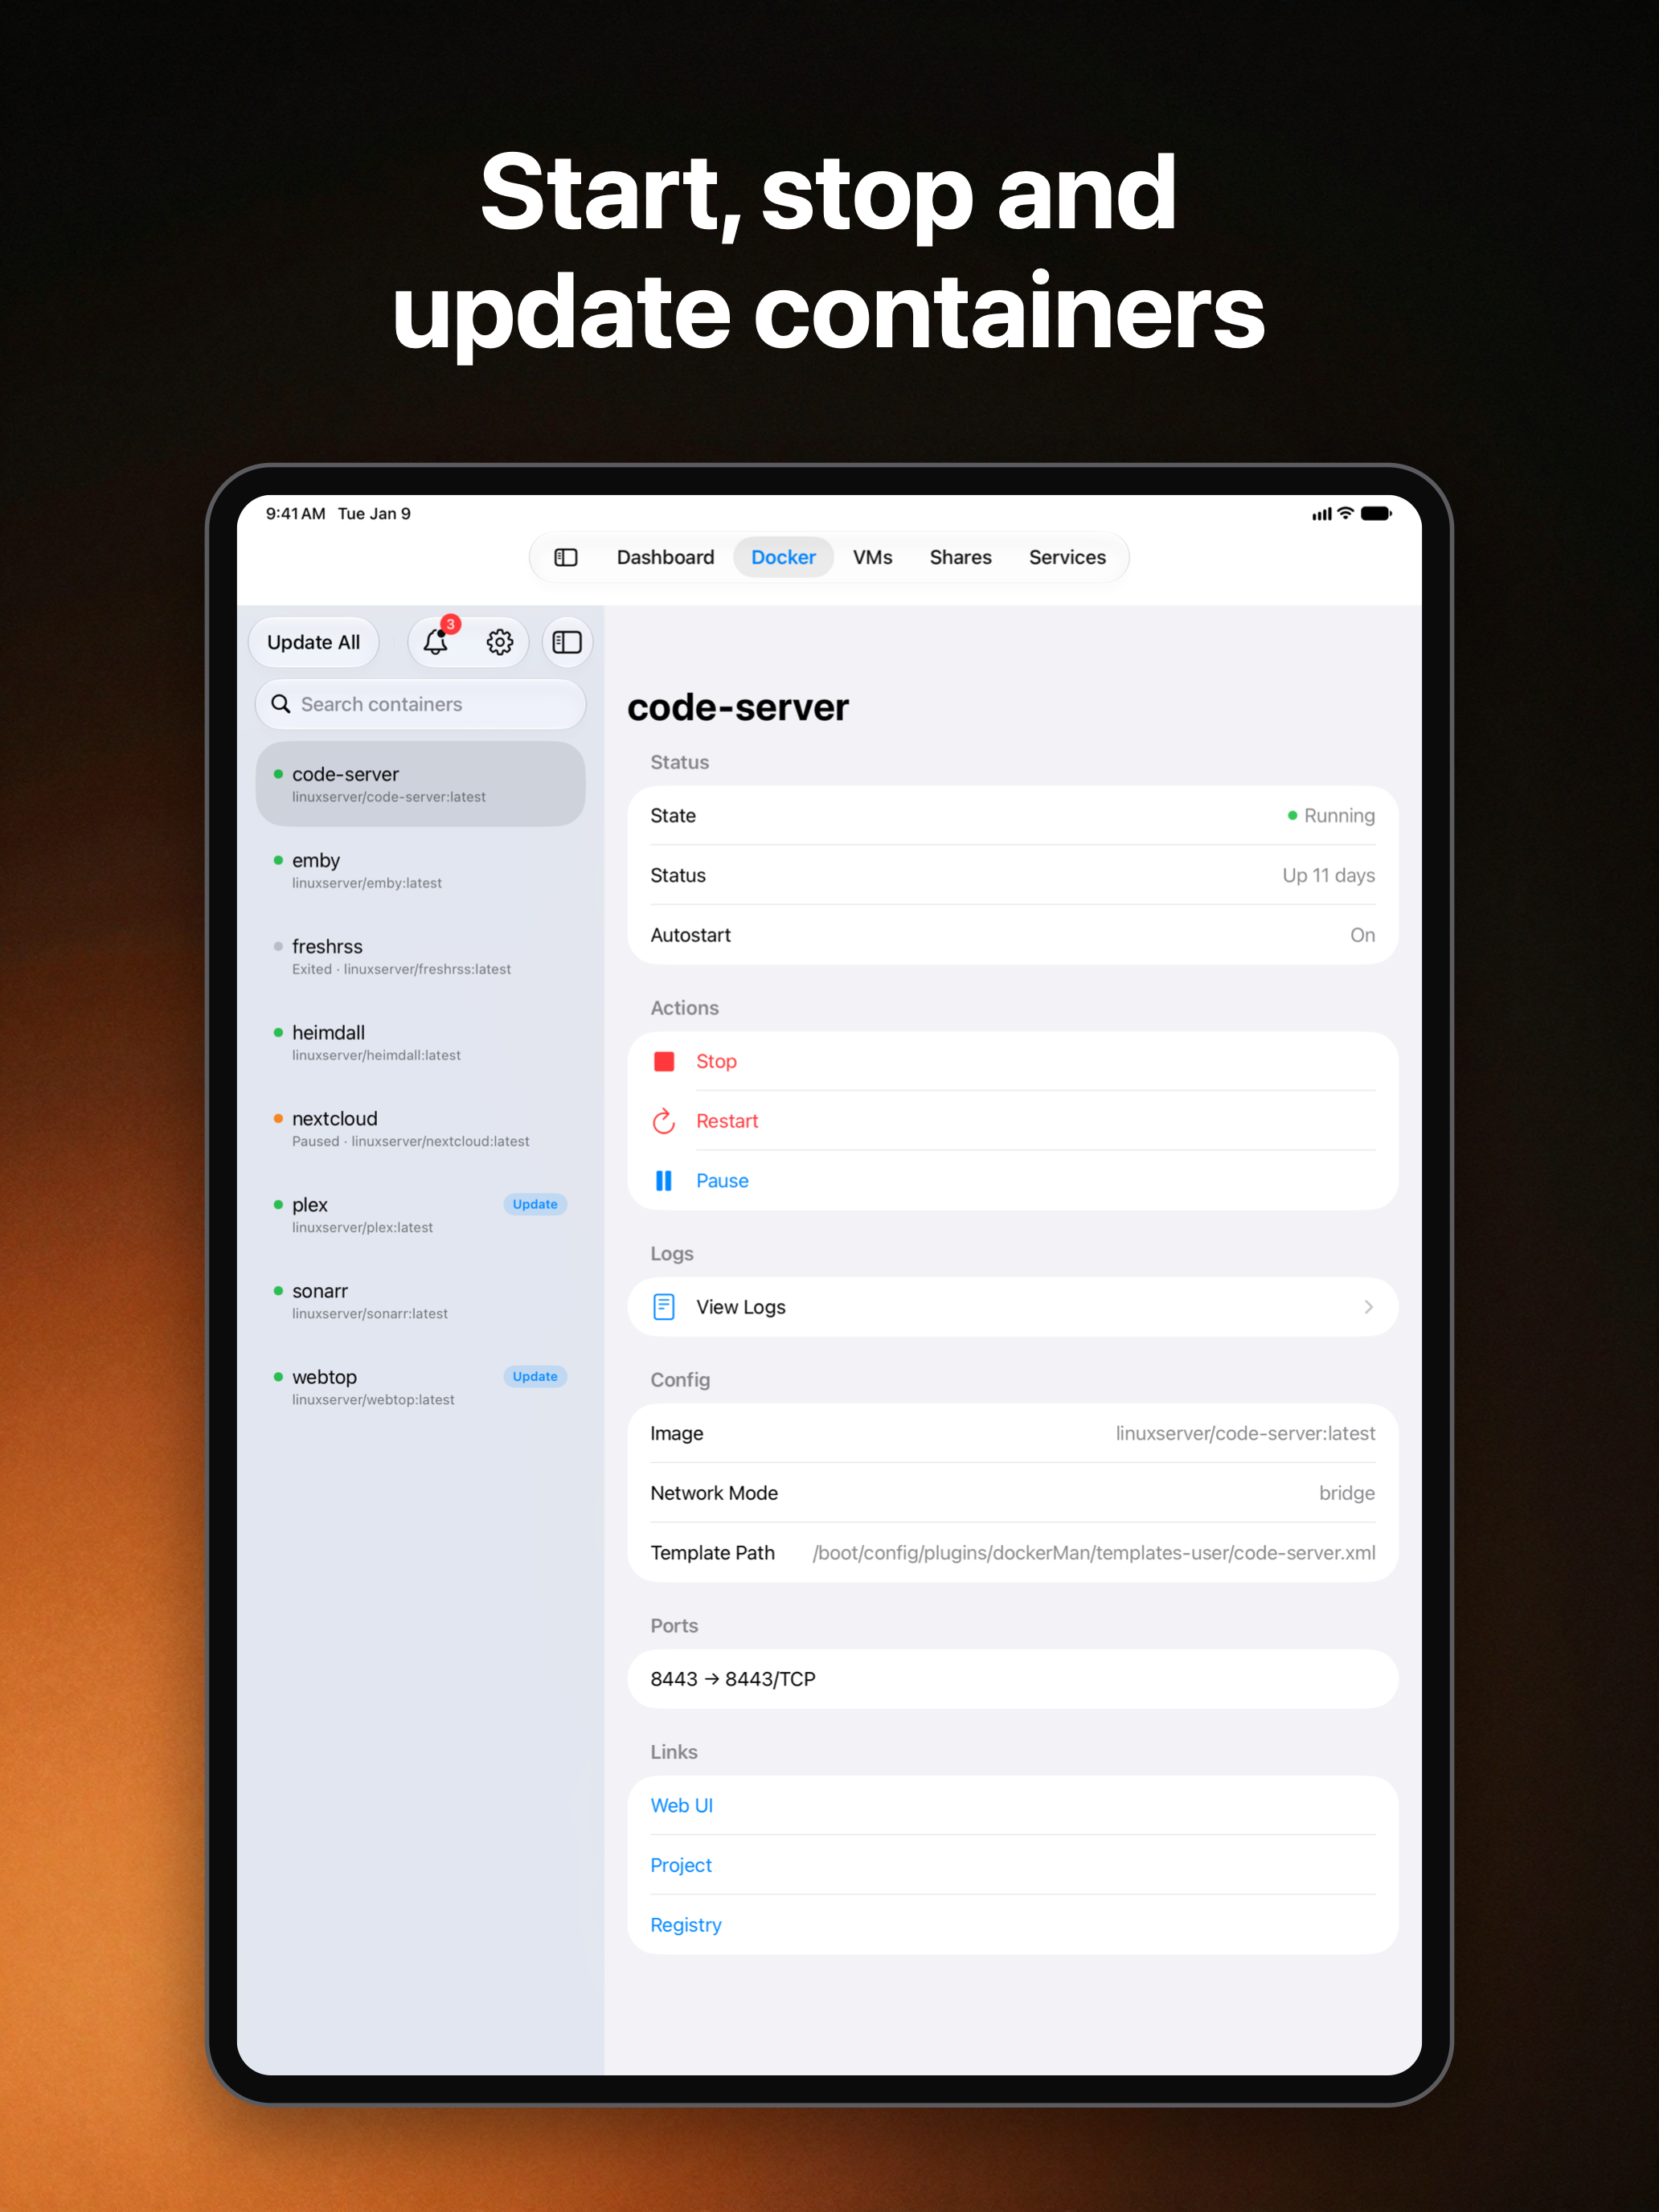 Start, stop and
update containers
9:41 AM Tue Jan 9
Dashboard Docker VMs Shares Services
Update All
3
Search containers
code-server
linuxserver/code-server:latest
emby
linuxserver/emby:latest
freshrss
Exited · linuxserver/freshrss:latest
heimdall
linuxserver/heimdall:latest
nextcloud
Paused · linuxserver/nextcloud:latest
plex
Update
linuxserver/plex:latest
sonarr
linuxserver/sonarr:latest
webtop
Update
linuxserver/webtop:latest
code-server
Status
State Running
Status Up 11 days
Autostart On
Actions
Stop
Restart
Pause
Logs
View Logs
Config
Image linuxserver/code-server:latest
Network Mode bridge
Template Path /boot/config/plugins/dockerMan/templates-user/code-server.xml
Ports
8443 → 8443/TCP
Links
Web UI
Project
Registry